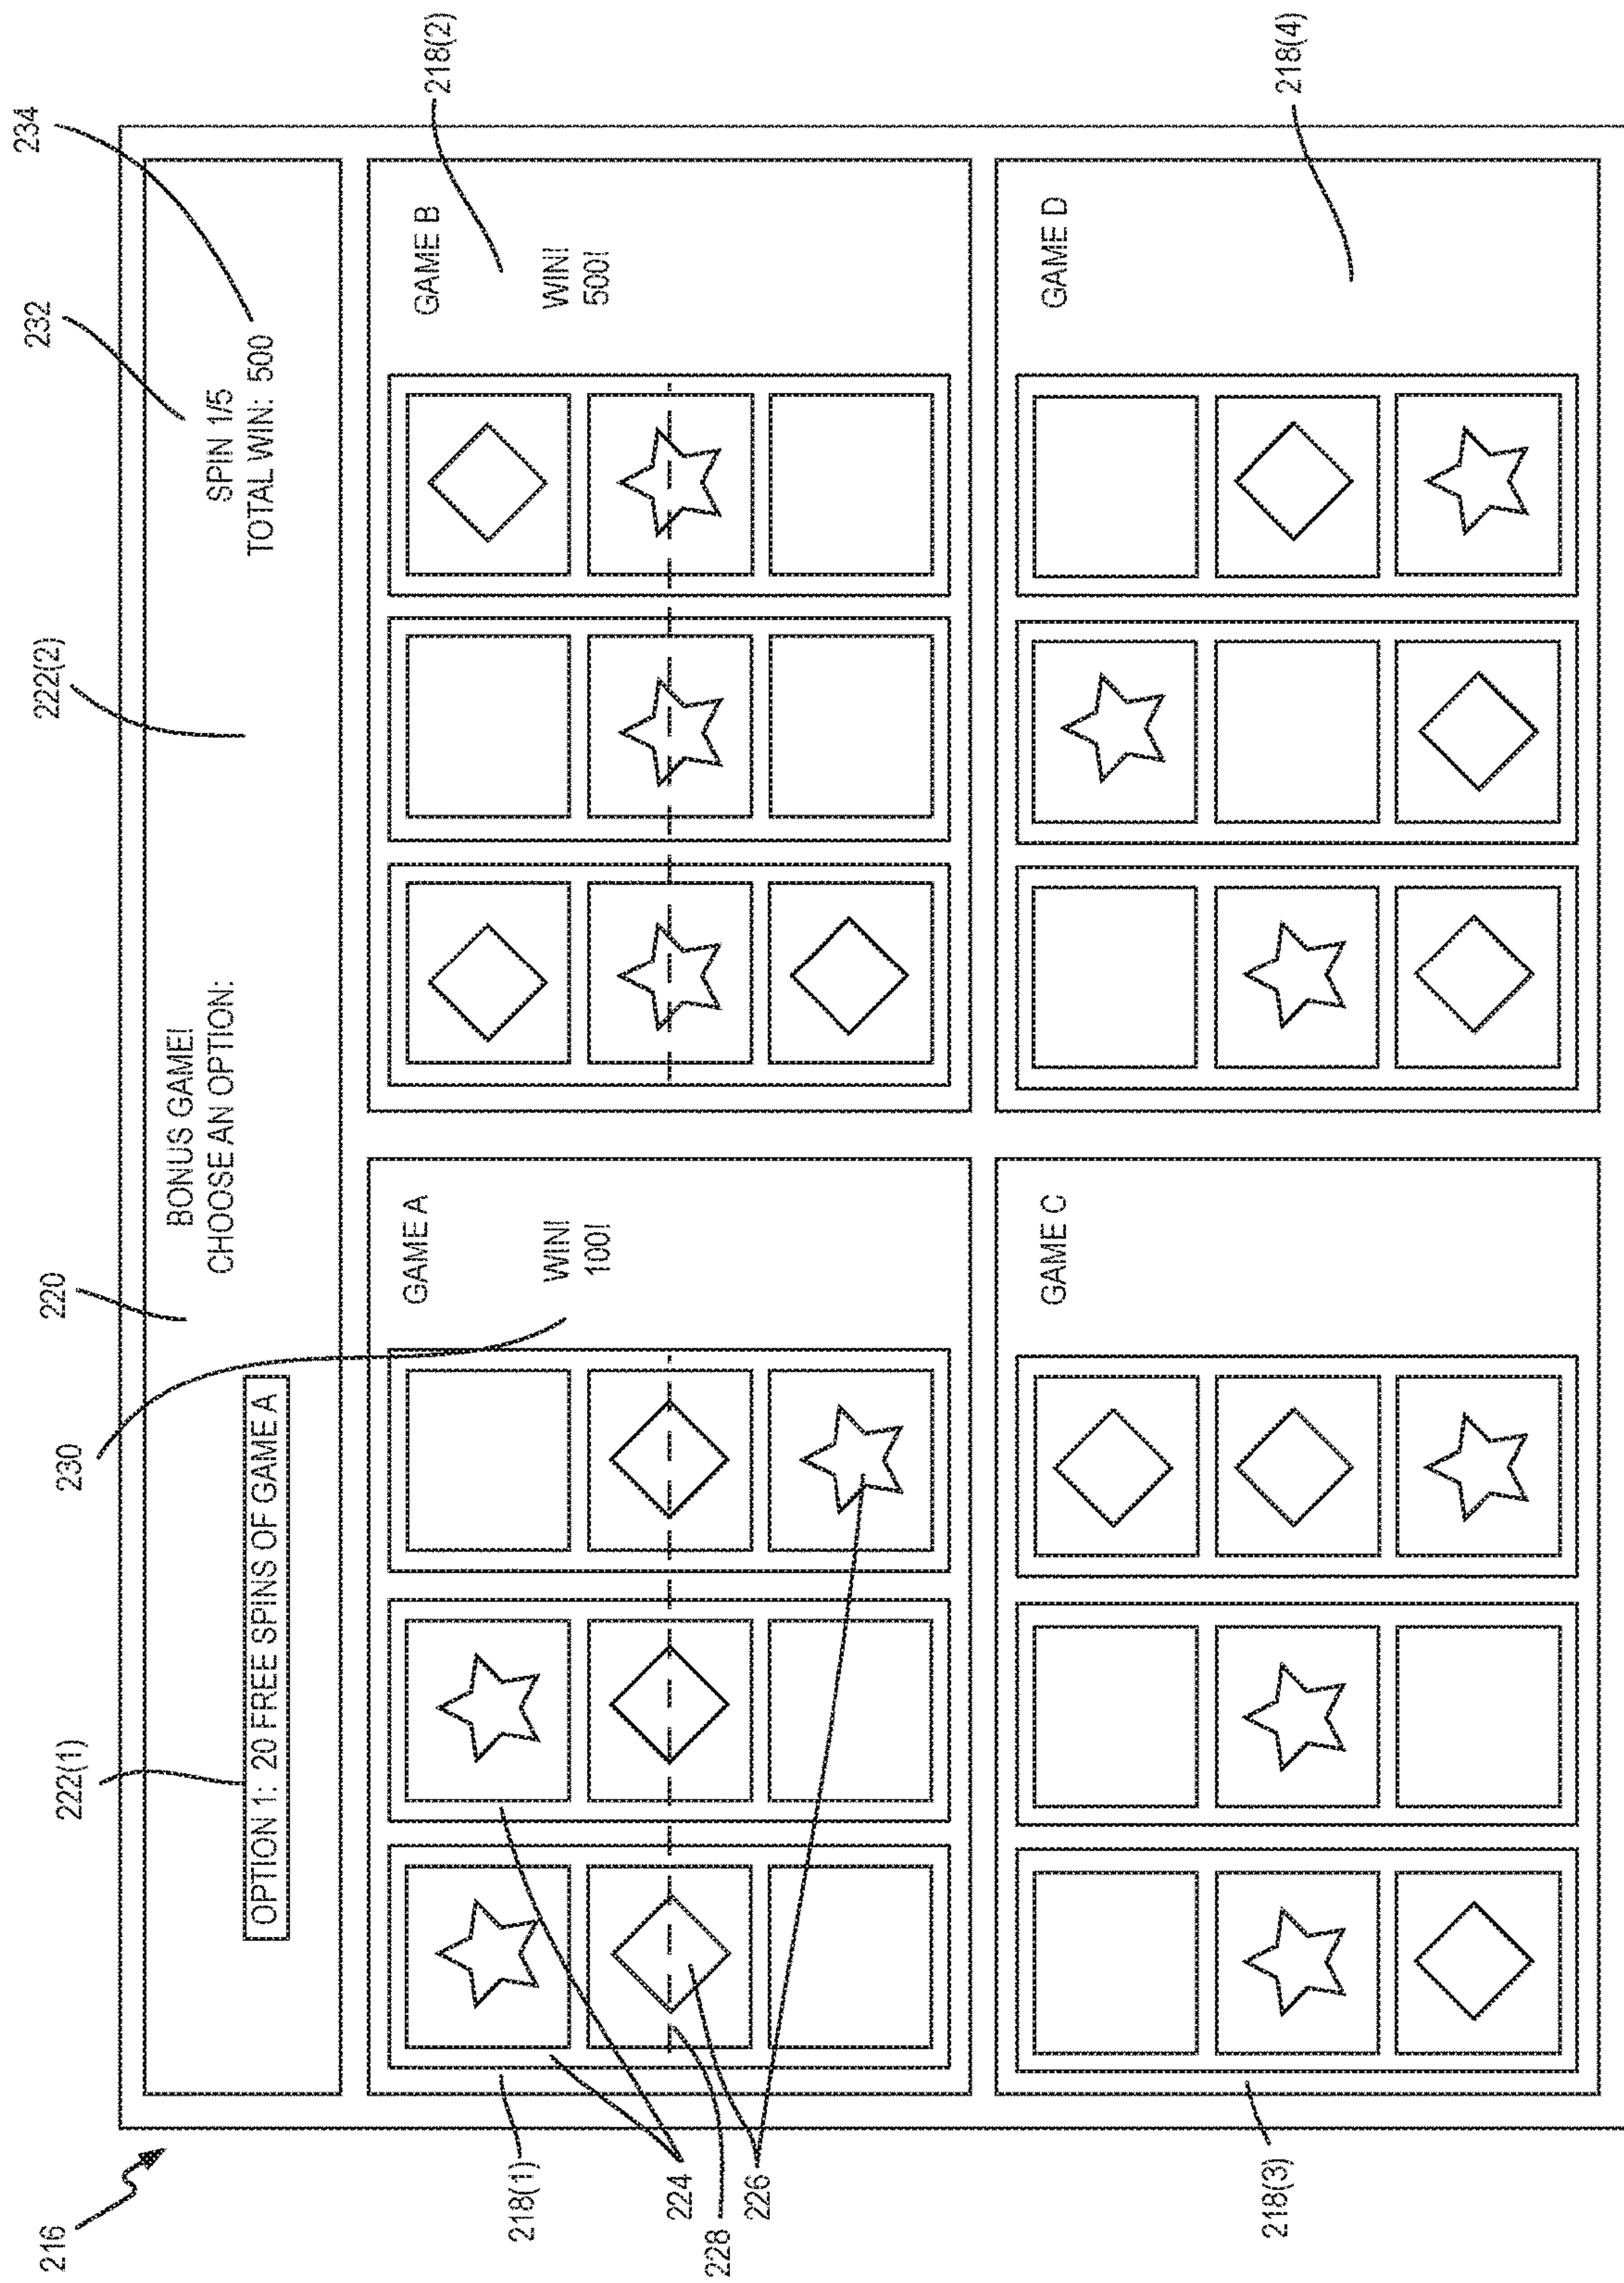 216
220
222(2)
232
234
BONUS GAME!
CHOOSE AN OPTION:
SPIN 1/5
TOTAL WIN: 500
222(1)
OPTION 1: 20 FREE SPINS OF GAME A
230
218(1)
GAME A
WIN!
100!
218(2)
GAME B
WIN!
500!
224
228
226
218(3)
GAME C
218(4)
GAME D